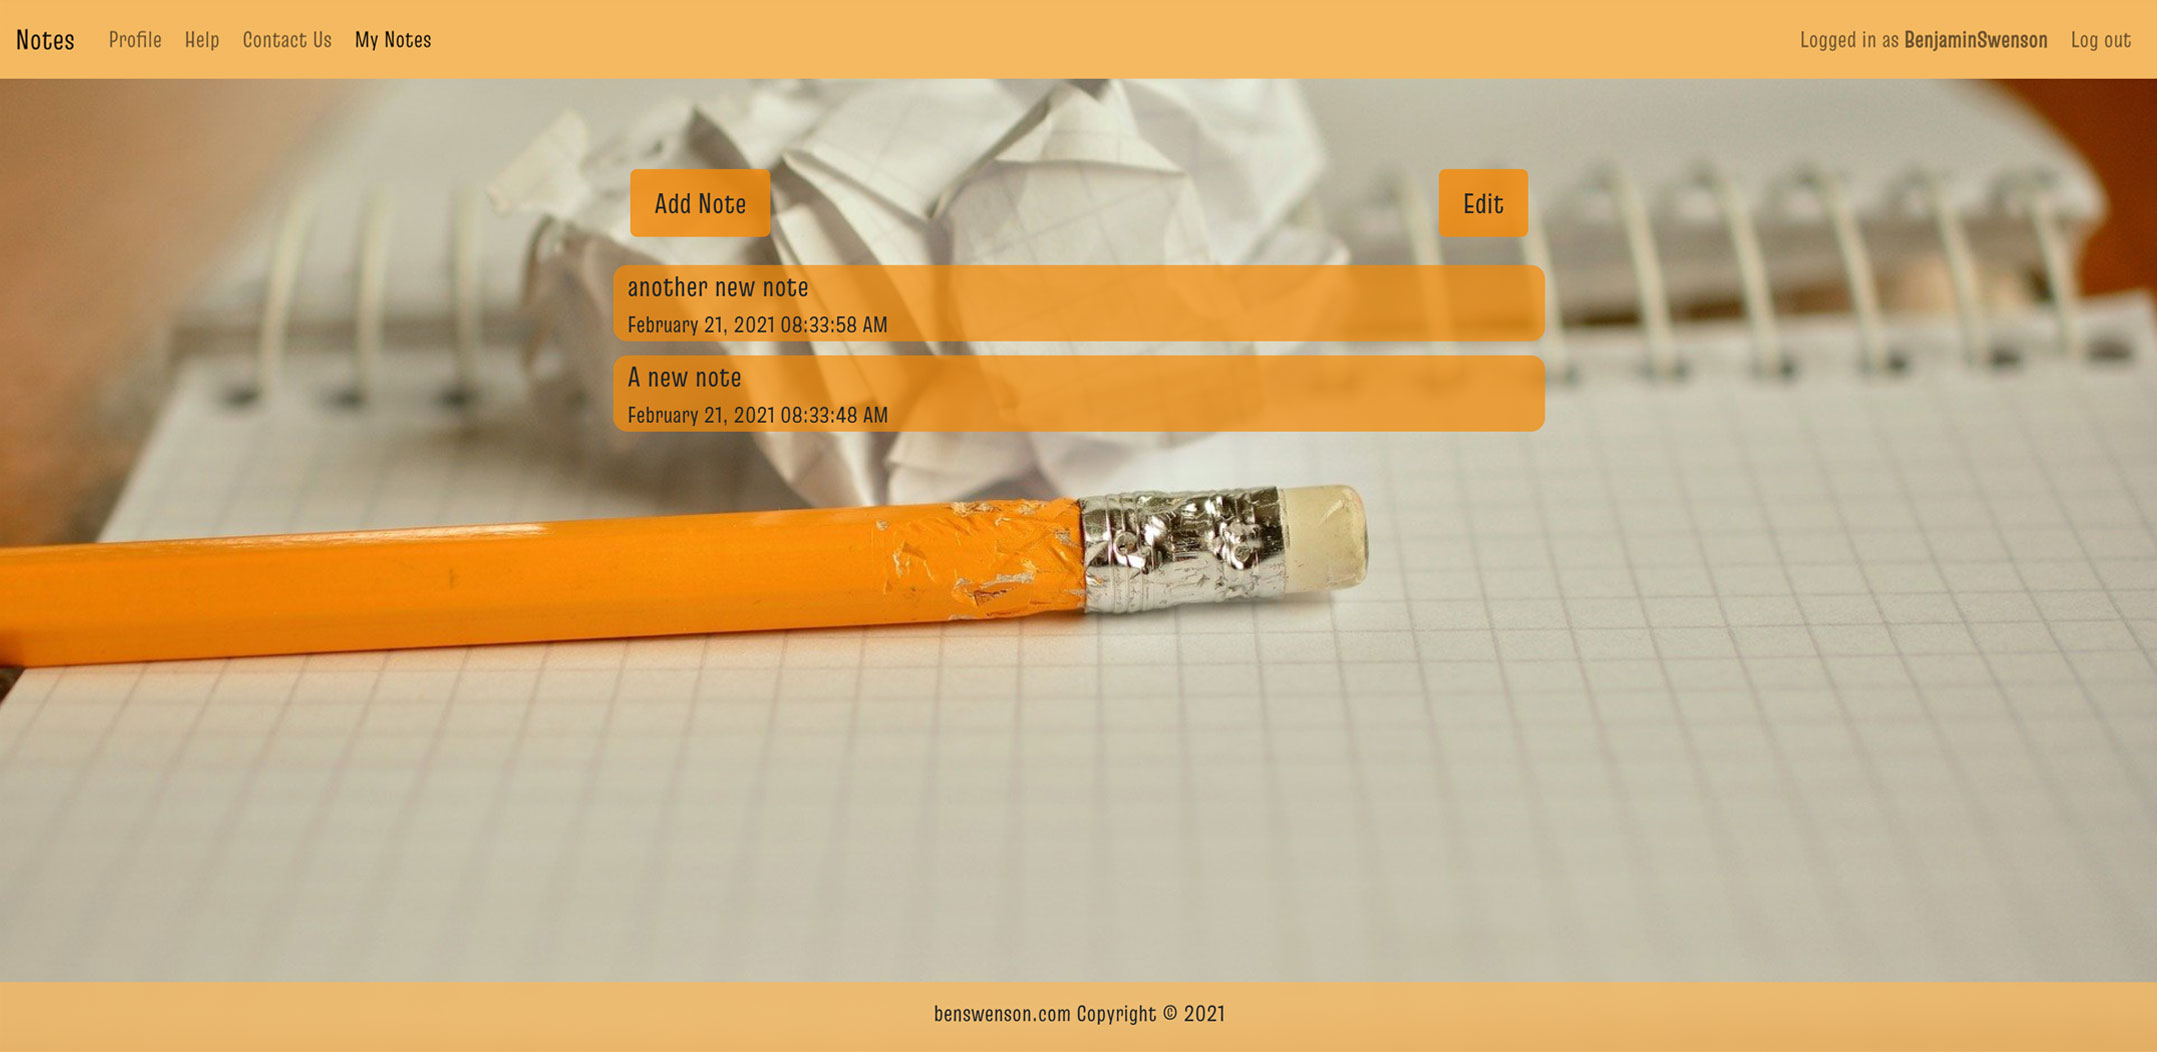 Notes Profile Help Contact Us My Notes Logged in as BenjaminSwenson Log out
Add Note Edit
another new note
February 21, 2021 08:33:58 AM
A new note
February 21, 2021 08:33:48 AM
benswenson.com Copyright © 2021